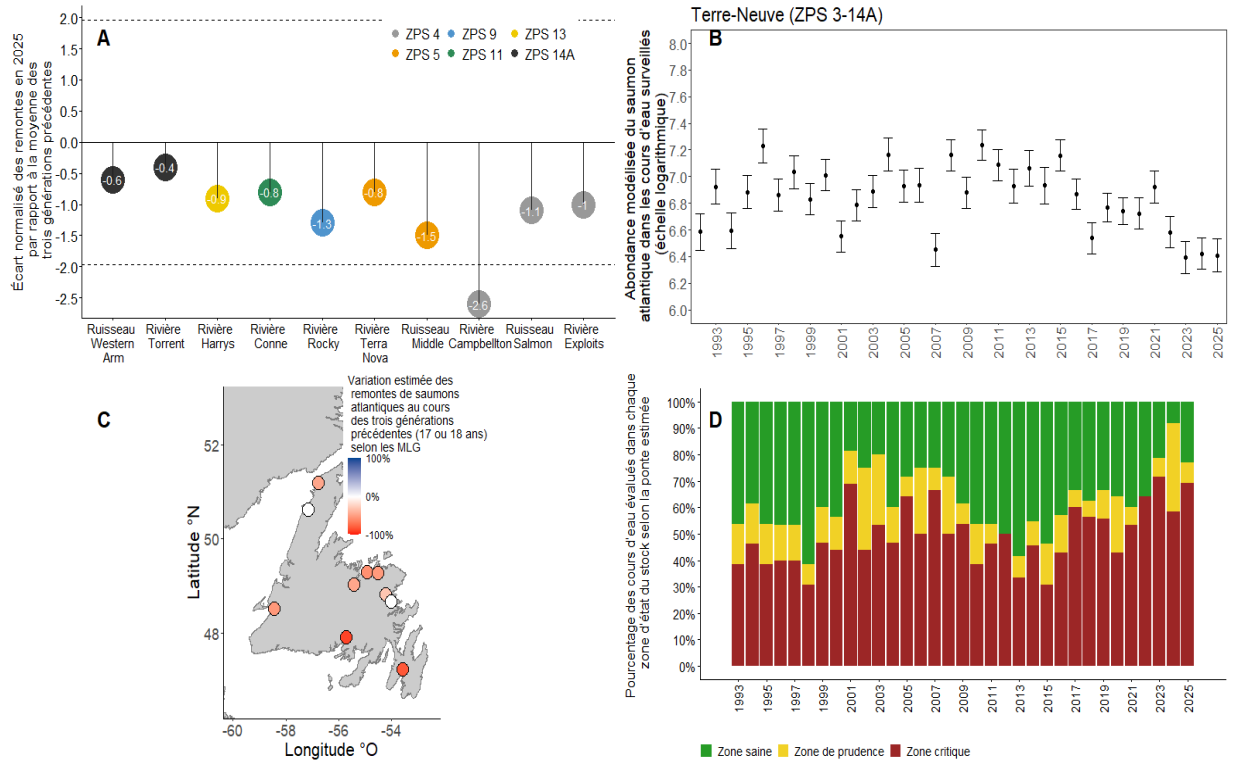 A
Écart normalisé des remontes en 2025
par rapport à la moyenne des
trois générations précédentes
2.0
1.5
1.0
0.5
0.0
-0.5
-1.0
-1.5
-2.0
-2.5
ZPS 4
ZPS 9
ZPS 13
ZPS 5
ZPS 11
ZPS 14A
-0.6
-0.4
-0.9
-0.8
-1.3
-0.8
-1.5
-2.6
-1.1
-1
Ruisseau
Western
Arm
Rivière
Torrent
Rivière
Harrys
Rivière
Conne
Rivière
Rocky
Rivière
Terra
Nova
Ruisseau
Middle
Rivière
Campbellton
Ruisseau
Salmon
Rivière
Exploits
Terre-Neuve (ZPS 3-14A)
B
Abondance modélisée du saumon
atlantique dans les cours d'eau surveillés
(échelle logarithmique)
8.0
7.8
7.6
7.4
7.2
7.0
6.8
6.6
6.4
6.2
6.0
1993
1995
1997
1999
2001
2003
2005
2007
2009
2011
2013
2015
2017
2019
2021
2023
2025
C
Variation estimée des
remontes de saumons
atlantiques au cours
des trois générations
précédentes (17 ou 18 ans)
selon les MLG
100%
0%
-100%
Latitude °N
52
50
48
-60
-58
-56
-54
Longitude °O
D
Pourcentage des cours d'eau évalués dans chaque
zone d'état du stock selon la ponte estimée
100%
90%
80%
70%
60%
50%
40%
30%
20%
10%
0%
1993
1995
1997
1999
2001
2003
2005
2007
2009
2011
2013
2015
2017
2019
2021
2023
2025
Zone saine
Zone de prudence
Zone critique